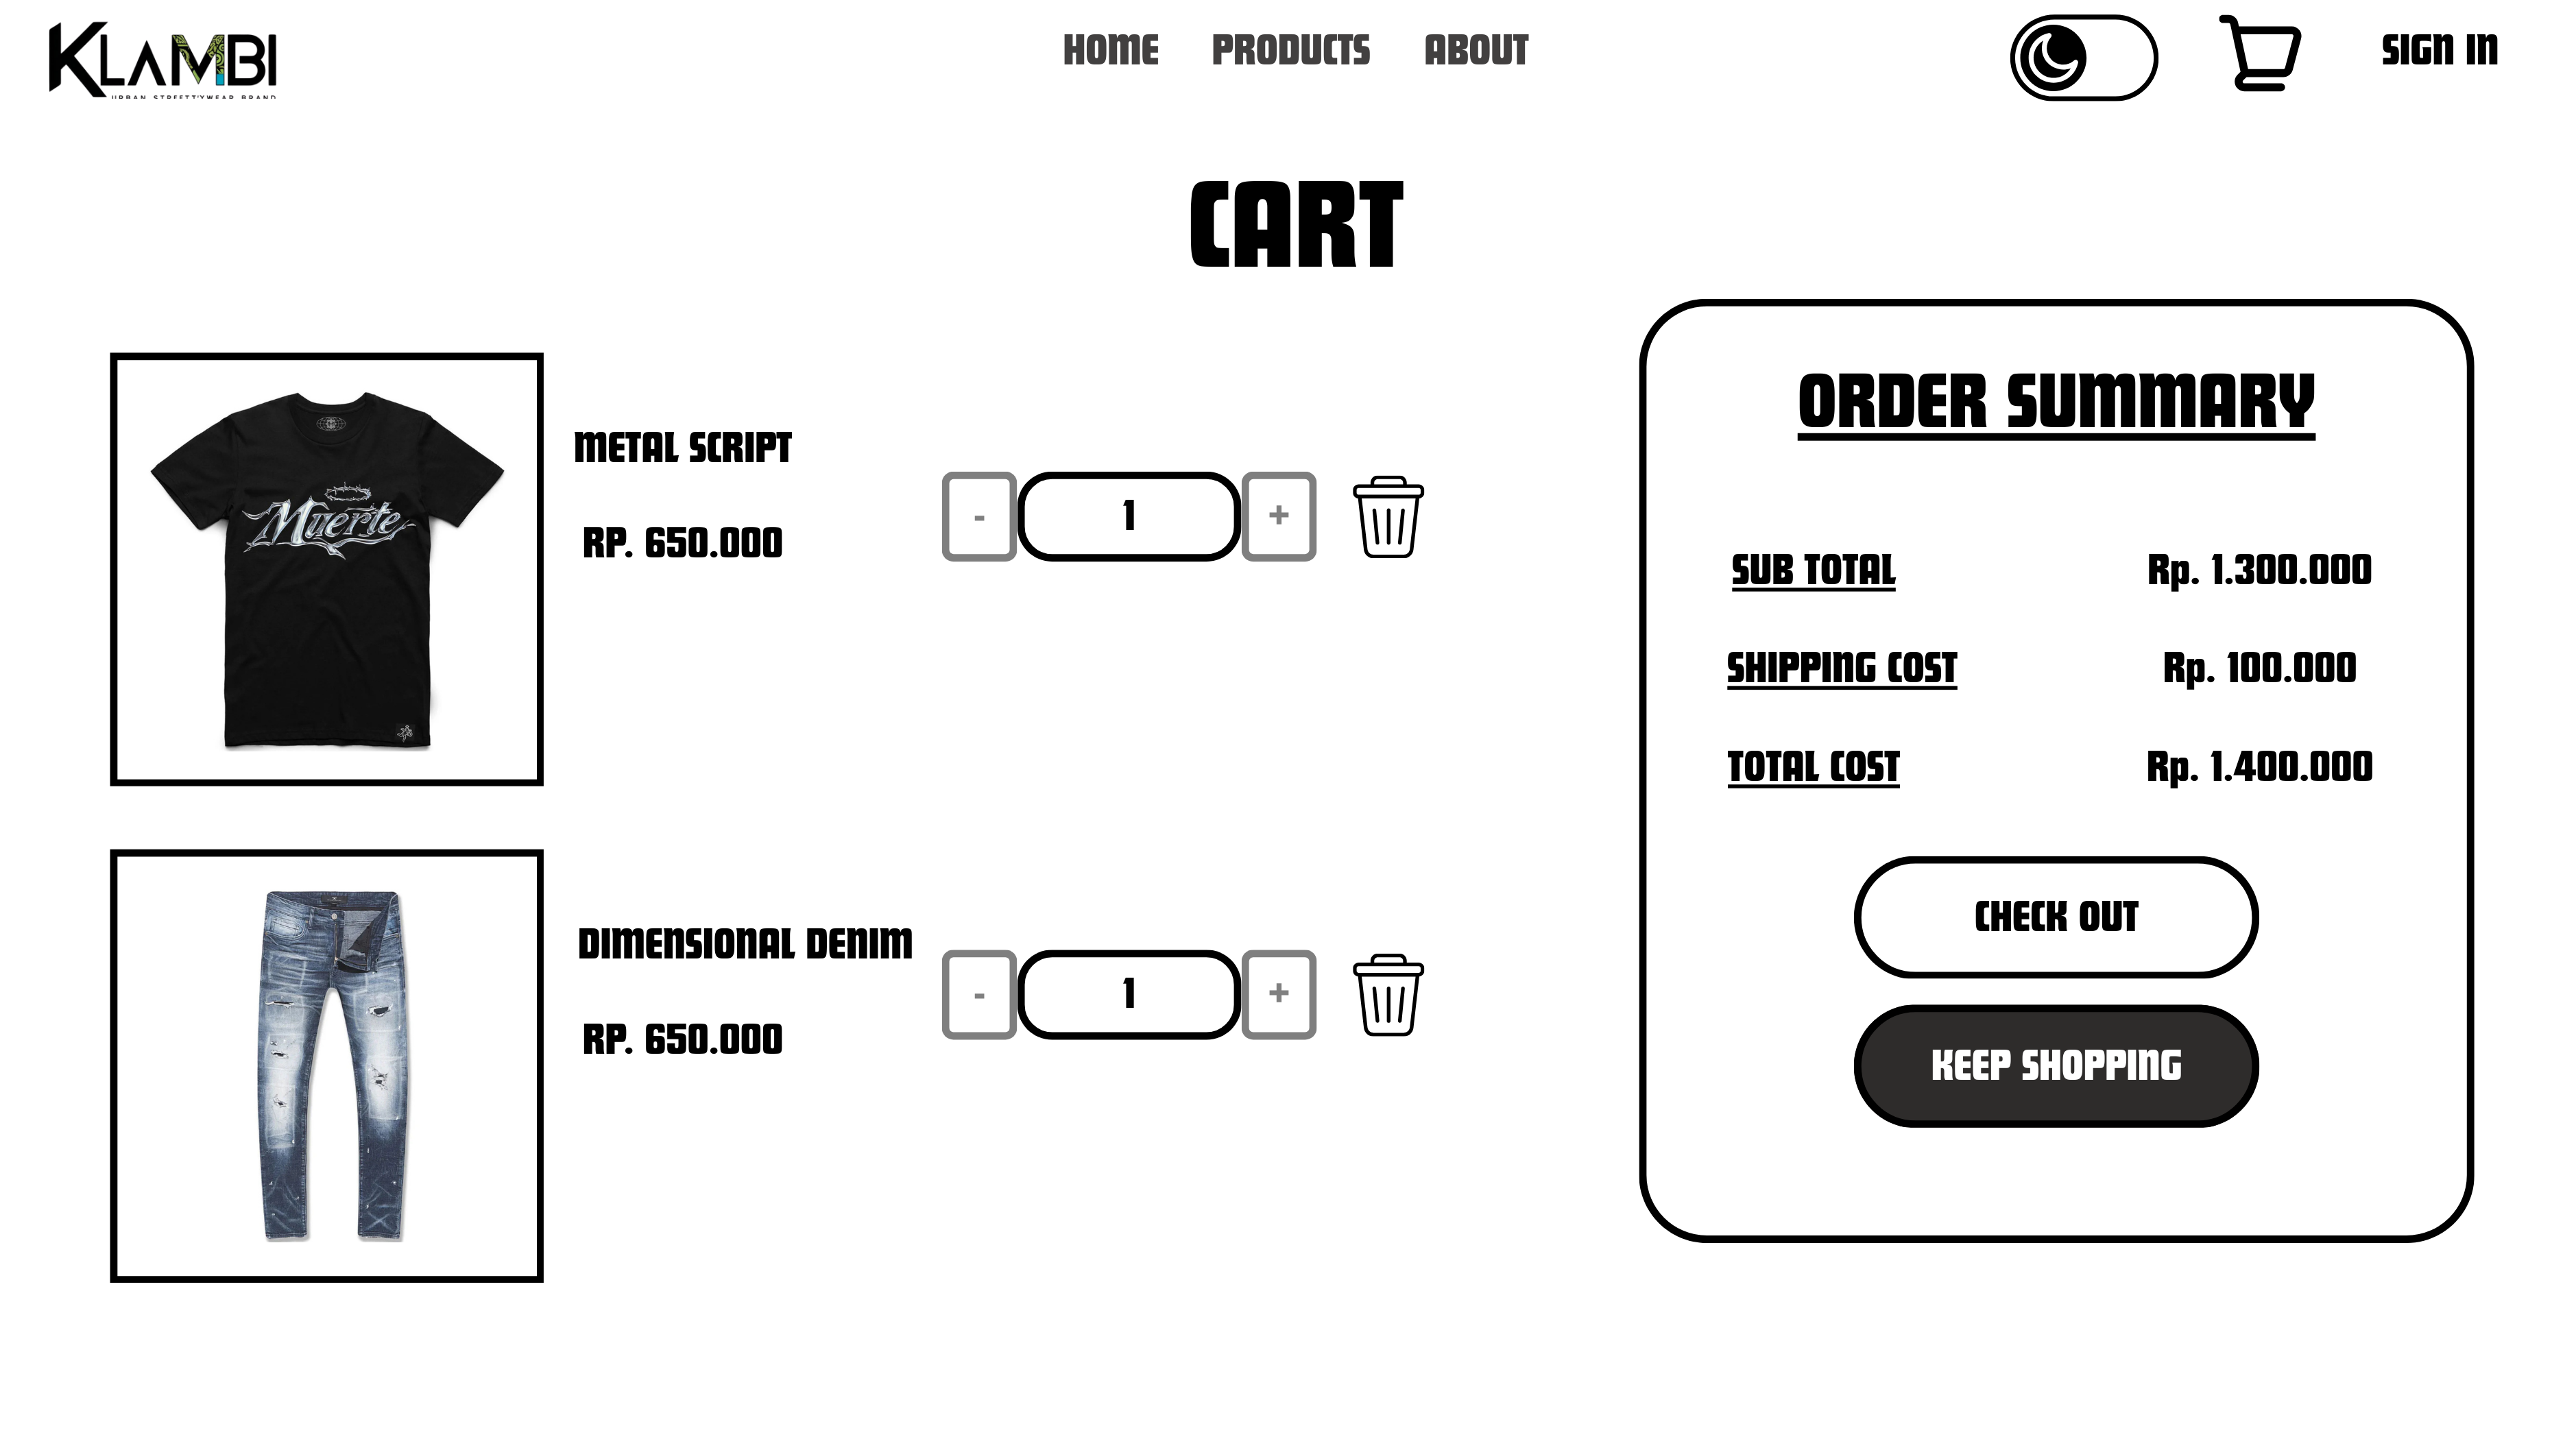 KLAMBI
URBAN STREETTYWEAR BRAND
HOME PRODUCTS ABOUT
SIGN IN
CART
Muerte
METAL SCRIPT
RP. 650.000
- 1 +
DIMENSIONAL DENIM
RP. 650.000
- 1 +
ORDER SUMMARY
SUB TOTAL Rp. 1.300.000
SHIPPING COST Rp. 100.000
TOTAL COST Rp. 1.400.000
CHECK OUT
KEEP SHOPPING